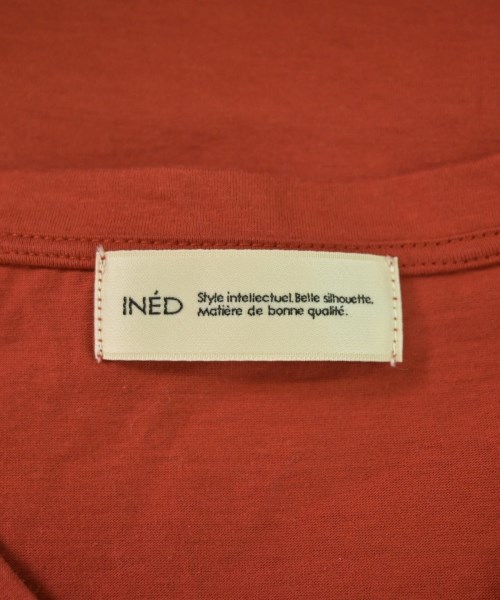 INÉD
Style intellectuel. Belle silhouette.
Matière de bonne qualité.